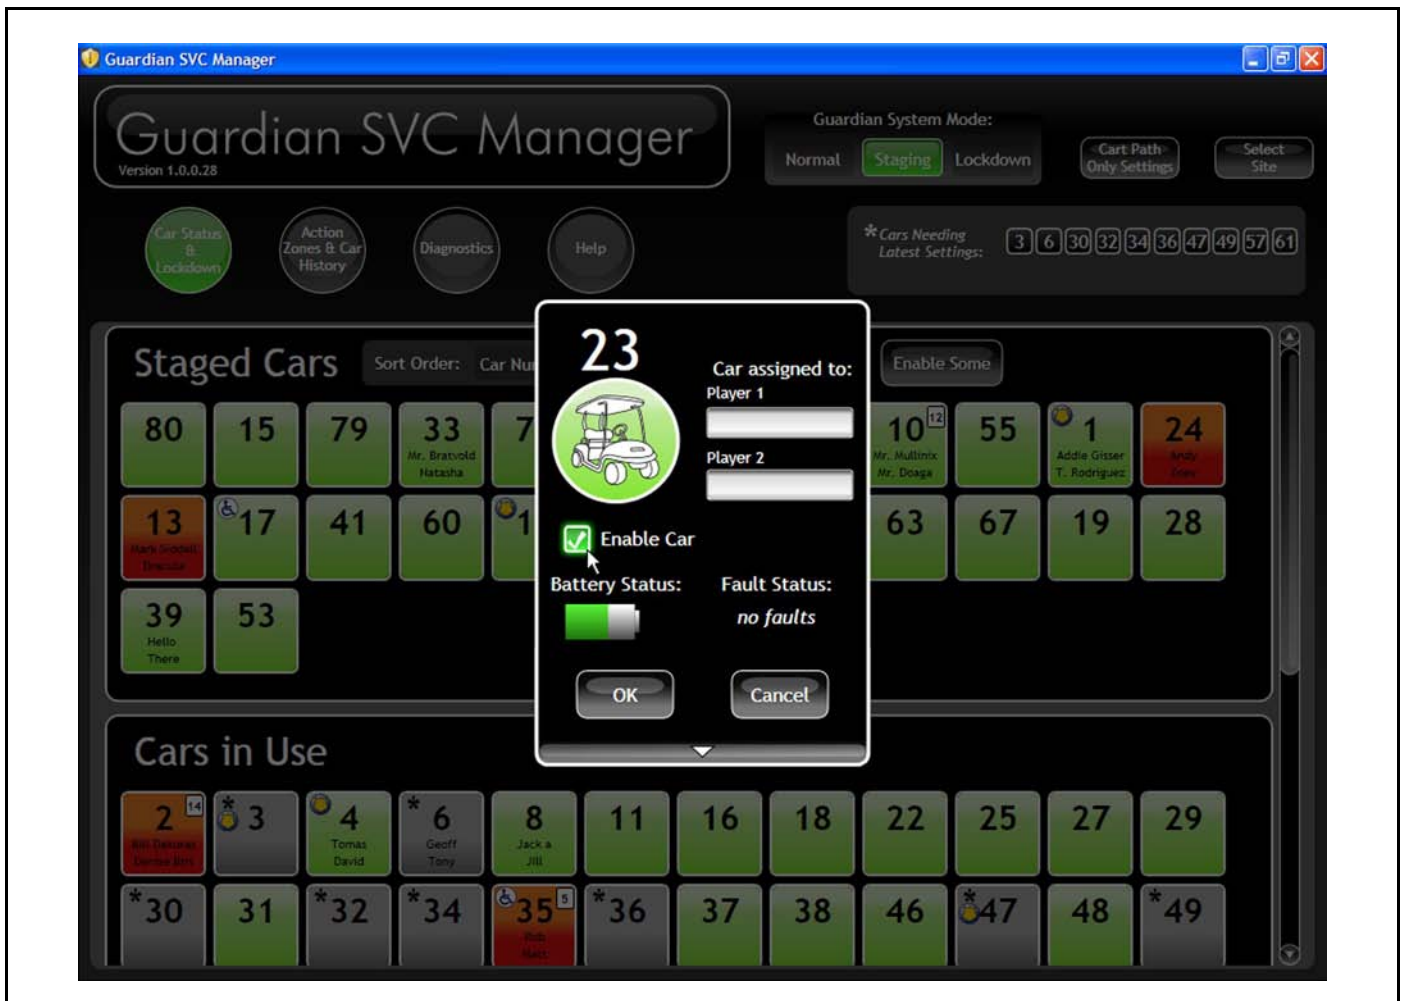 Guardian SVC Manager
Guardian SVC Manager
Version 1.0.0.28
Guardian System Mode:
Normal Staging Lockdown
Cart Path
Only Settings
Select
Site
Car Status
&
Lockdown
Action
Zones & Car
History
Diagnostics
Help
*Cars Needing
Latest Settings:
3 6 30 32 34 36 47 49 57 61
Staged Cars
Sort Order: Car Nu
Enable Some
23
Car assigned to:
Player 1
Player 2
Enable Car
Battery Status:
Fault Status:
no faults
OK
Cancel
80
15
79
33
Mr. Bratvold
Natasha
7
10
12
Mr. Mullinix
Mr. Doaga
55
1
Addie Gisser
T. Rodriguez
24
Andy
13
17
41
60
1
63
67
19
28
39
Hello
There
53
Cars in Use
2
14
*
3
4
Tomas
David
*
6
Geoff
Tony
8
Jack a
Jill
11
16
18
22
25
27
29
*30
31
*32
*34
35
5
Rob
Matt
*36
37
38
46
*
47
48
*49